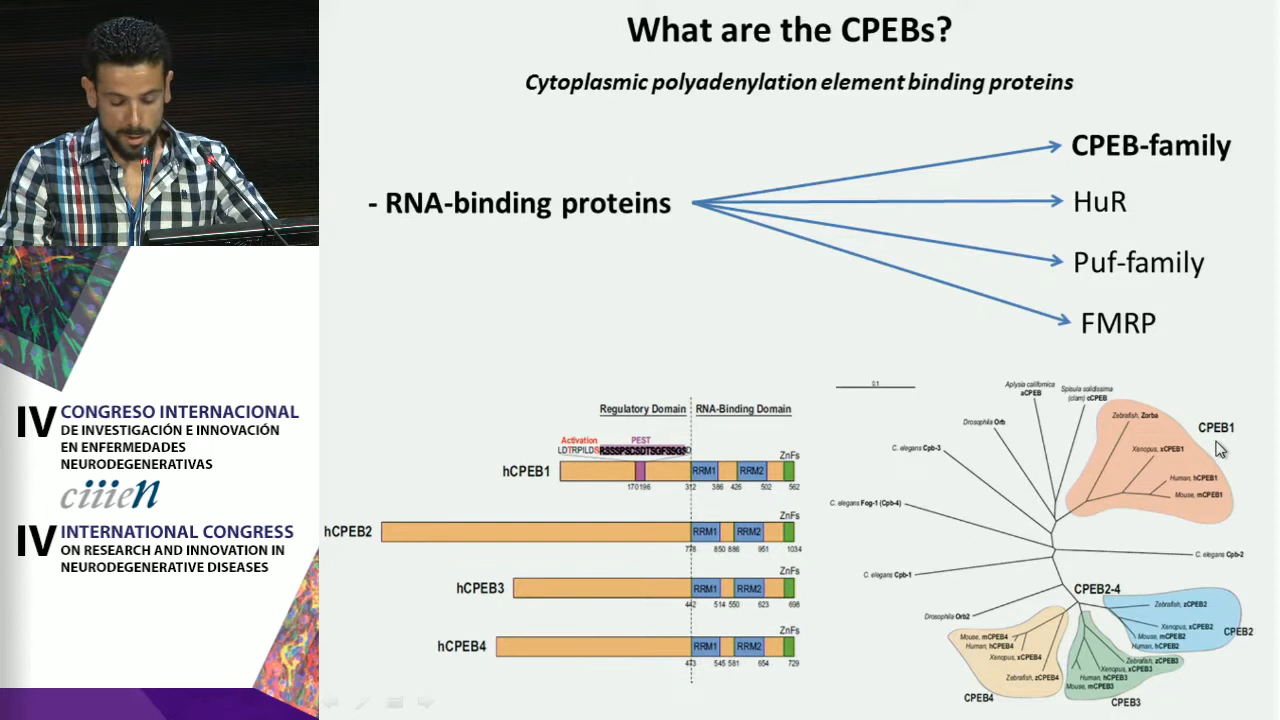 What are the CPEBs?
Cytoplasmic polyadenylation element binding proteins
- RNA-binding proteins
CPEB-family
HuR
Puf-family
FMRP
IV CONGRESO INTERNACIONAL
DE INVESTIGACIÓN E INNOVACIÓN
EN ENFERMEDADES
NEURODEGENERATIVAS
ciiien
IV INTERNATIONAL CONGRESS
ON RESEARCH AND INNOVATION IN
NEURODEGENERATIVE DISEASES
Regulatory Domain RNA-Binding Domain
Activation PEST
ZnFs
hCPEB1 RRM1 RRM2
170 196 312 386 426 502 562
ZnFs
hCPEB2 RRM1 RRM2
778 850 886 951 1034
ZnFs
hCPEB3 RRM1 RRM2
442 514 550 623 698
ZnFs
hCPEB4 RRM1 RRM2
473 545 581 654 729
0.1
Aplysia californica
aCPEB
Spisula solidissima
(clam) cCPEB
Drosophila Orb
C. elegans Cpb-3
C. elegans Fog-1 (Cpb-4)
C. elegans Cpb-1
Drosophila Orb2
C. elegans Cpb-2
CPEB1
Zebrafish, Zorba
Xenopus, xCPEB1
Human, hCPEB1
Mouse, mCPEB1
CPEB2-4
Zebrafish, zCPEB2
Xenopus, xCPEB2
Mouse, mCPEB2
Human, hCPEB2
CPEB2
Mouse, mCPEB4
Human, hCPEB4
Xenopus, xCPEB4
Zebrafish, zCPEB4
CPEB4
Zebrafish, zCPEB3
Xenopus, xCPEB3
Human, hCPEB3
Mouse, mCPEB3
CPEB3